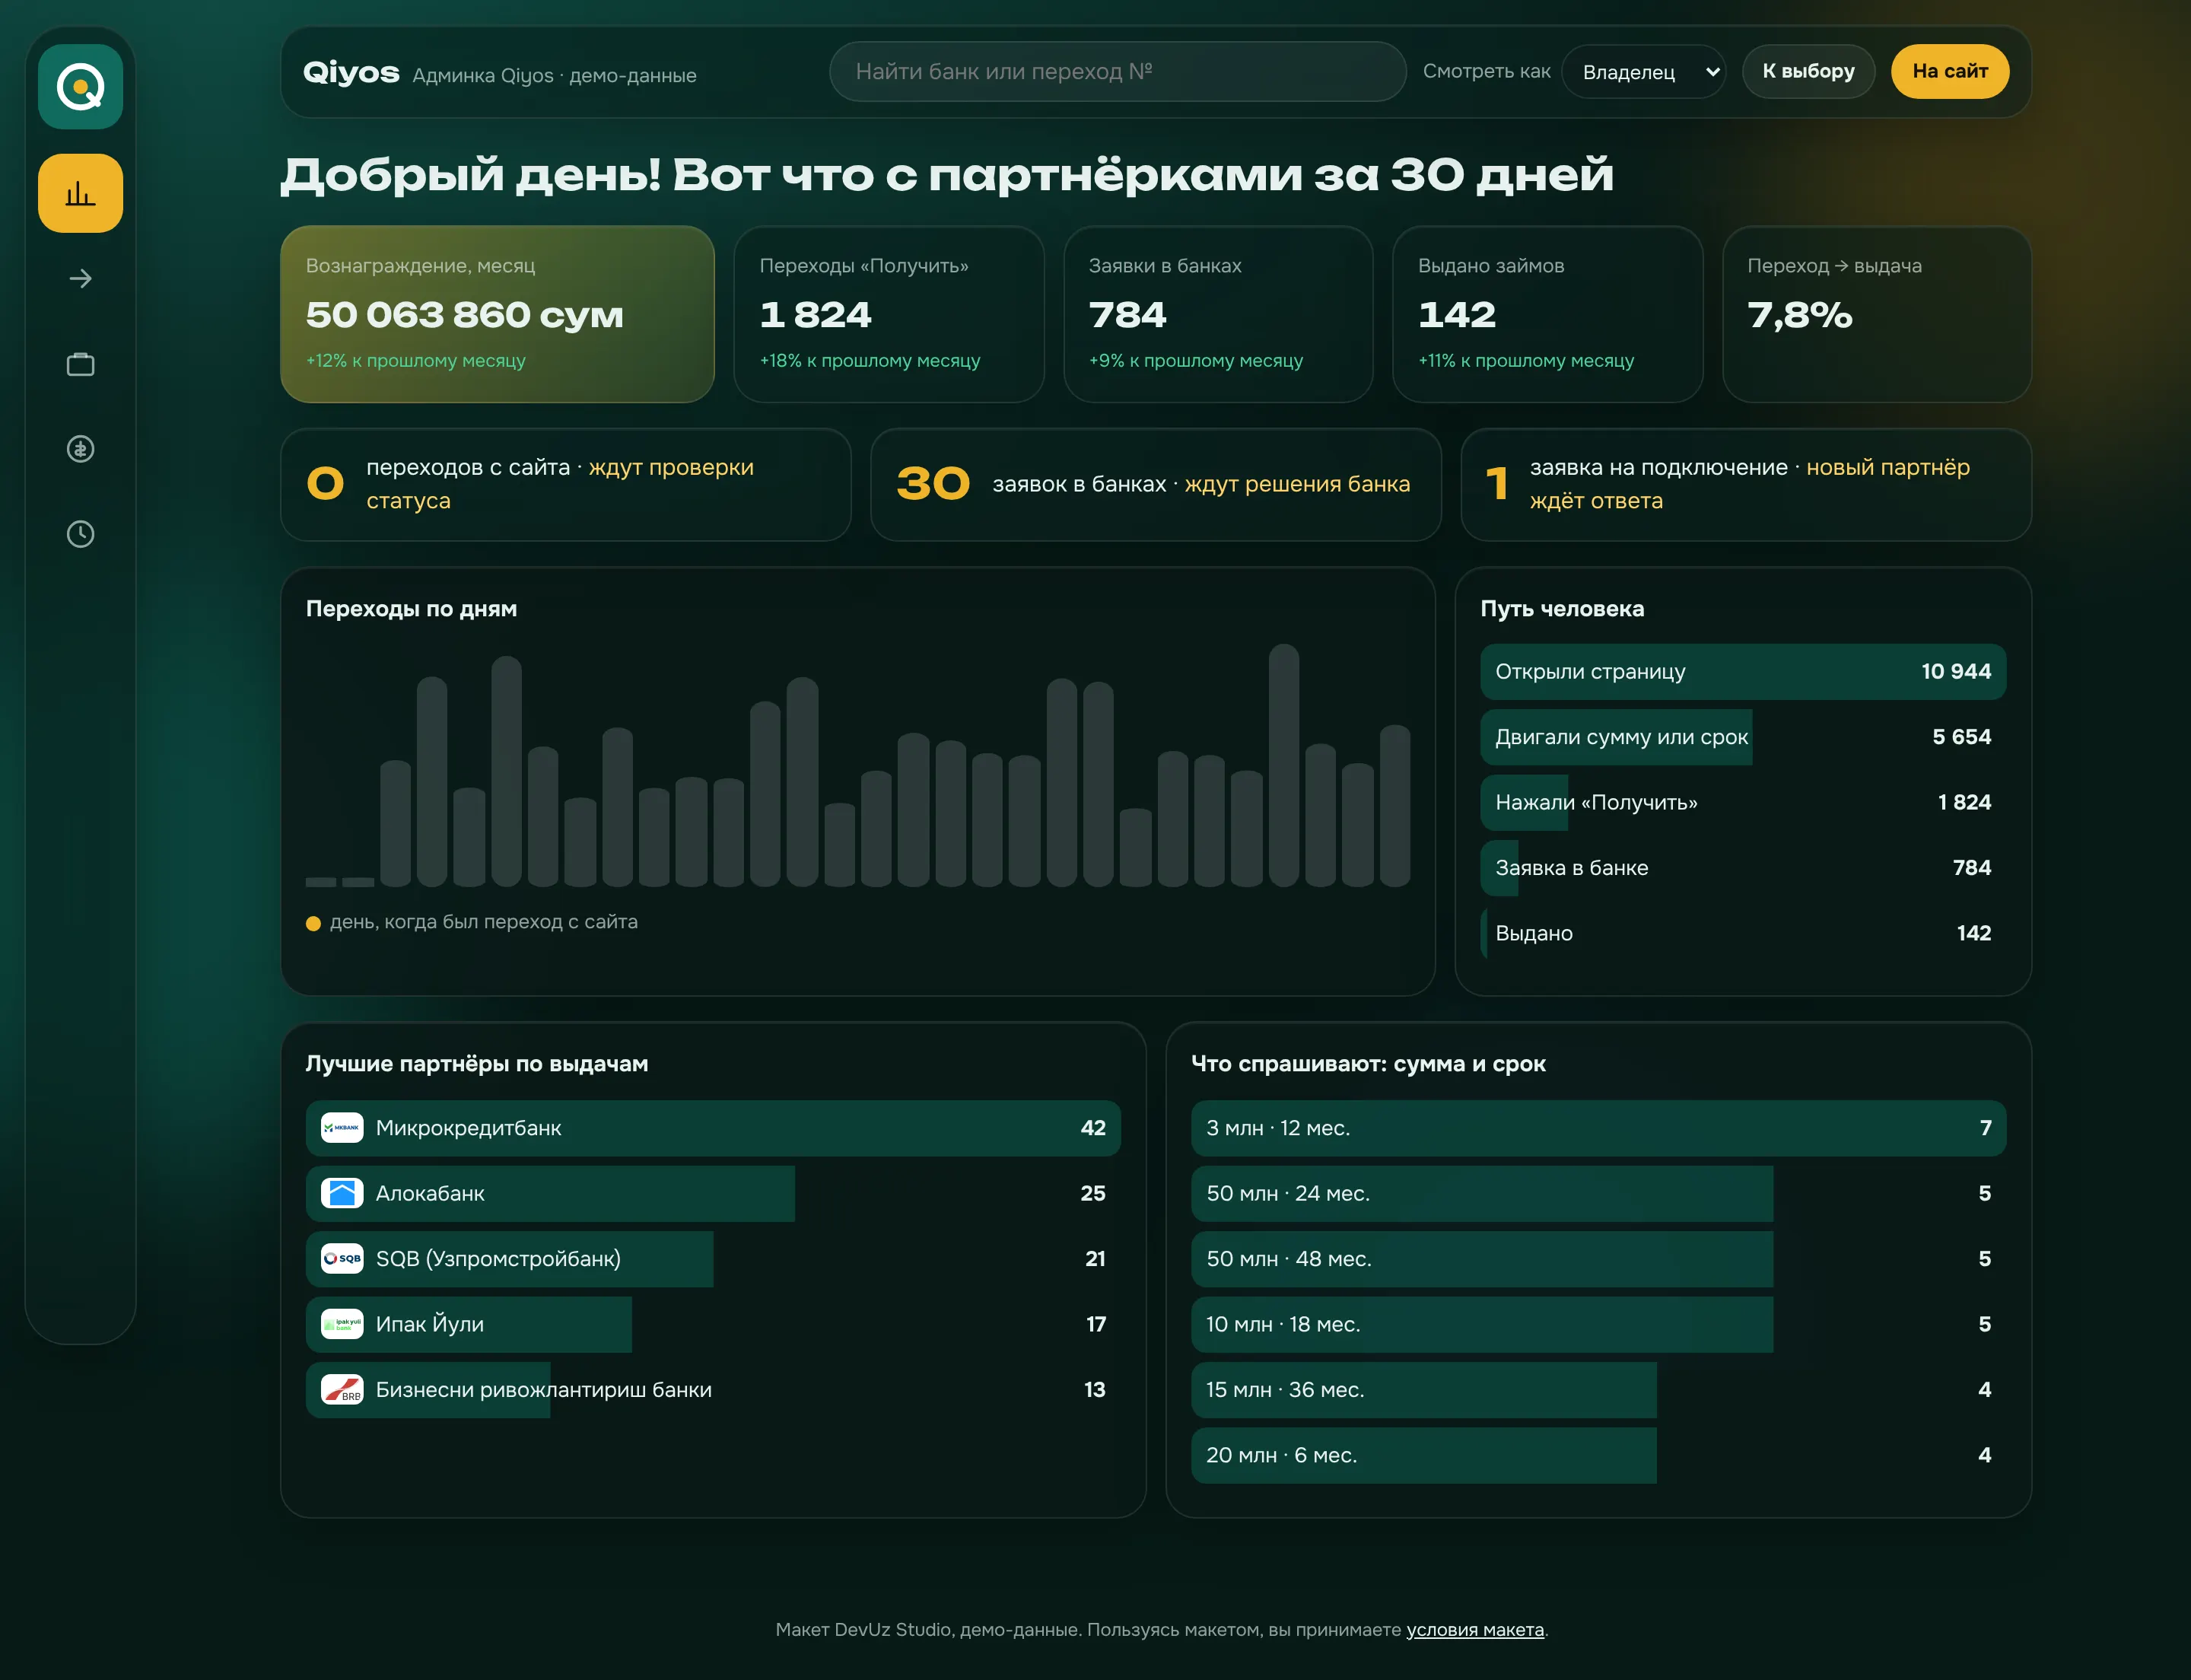 Qiyos Админка Qiyos · демо-данные
Найти банк или переход №
Смотреть как
Владелец
К выбору
На сайт
Добрый день! Вот что с партнёрками за 30 дней
Вознаграждение, месяц
50 063 860 сум
+12% к прошлому месяцу
Переходы «Получить»
1 824
+18% к прошлому месяцу
Заявки в банках
784
+9% к прошлому месяцу
Выдано займов
142
+11% к прошлому месяцу
Переход → выдача
7,8%
0
переходов с сайта · ждут проверки
статуса
30
заявок в банках · ждут решения банка
1
заявка на подключение · новый партнёр
ждёт ответа
Переходы по дням
день, когда был переход с сайта
Путь человека
Открыли страницу 10 944
Двигали сумму или срок 5 654
Нажали «Получить» 1 824
Заявка в банке 784
Выдано 142
Лучшие партнёры по выдачам
MKBANK Микрокредитбанк 42
Алокабанк 25
SQB SQB (Узпромстройбанк) 21
ipak yuli
bank
Ипак Йули 17
BRB Бизнесни ривожлантириш банки 13
Что спрашивают: сумма и срок
3 млн · 12 мес. 7
50 млн · 24 мес. 5
50 млн · 48 мес. 5
10 млн · 18 мес. 5
15 млн · 36 мес. 4
20 млн · 6 мес. 4
Макет DevUz Studio, демо-данные. Пользуясь макетом, вы принимаете условия макета.